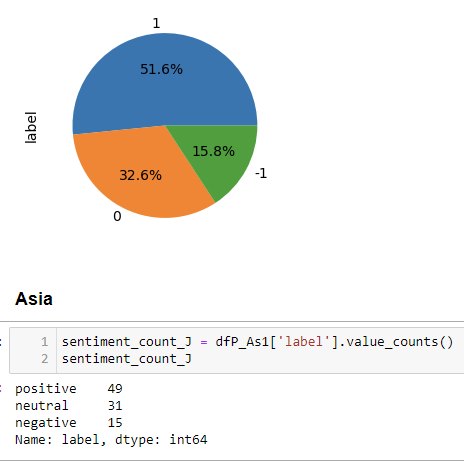 1
51.6%
label
15.8%
32.6%
-1
0
Asia
1 sentiment_count_J = dfP_As1['label'].value_counts()
2 sentiment_count_J
positive 49
neutral 31
negative 15
Name: label, dtype: int64